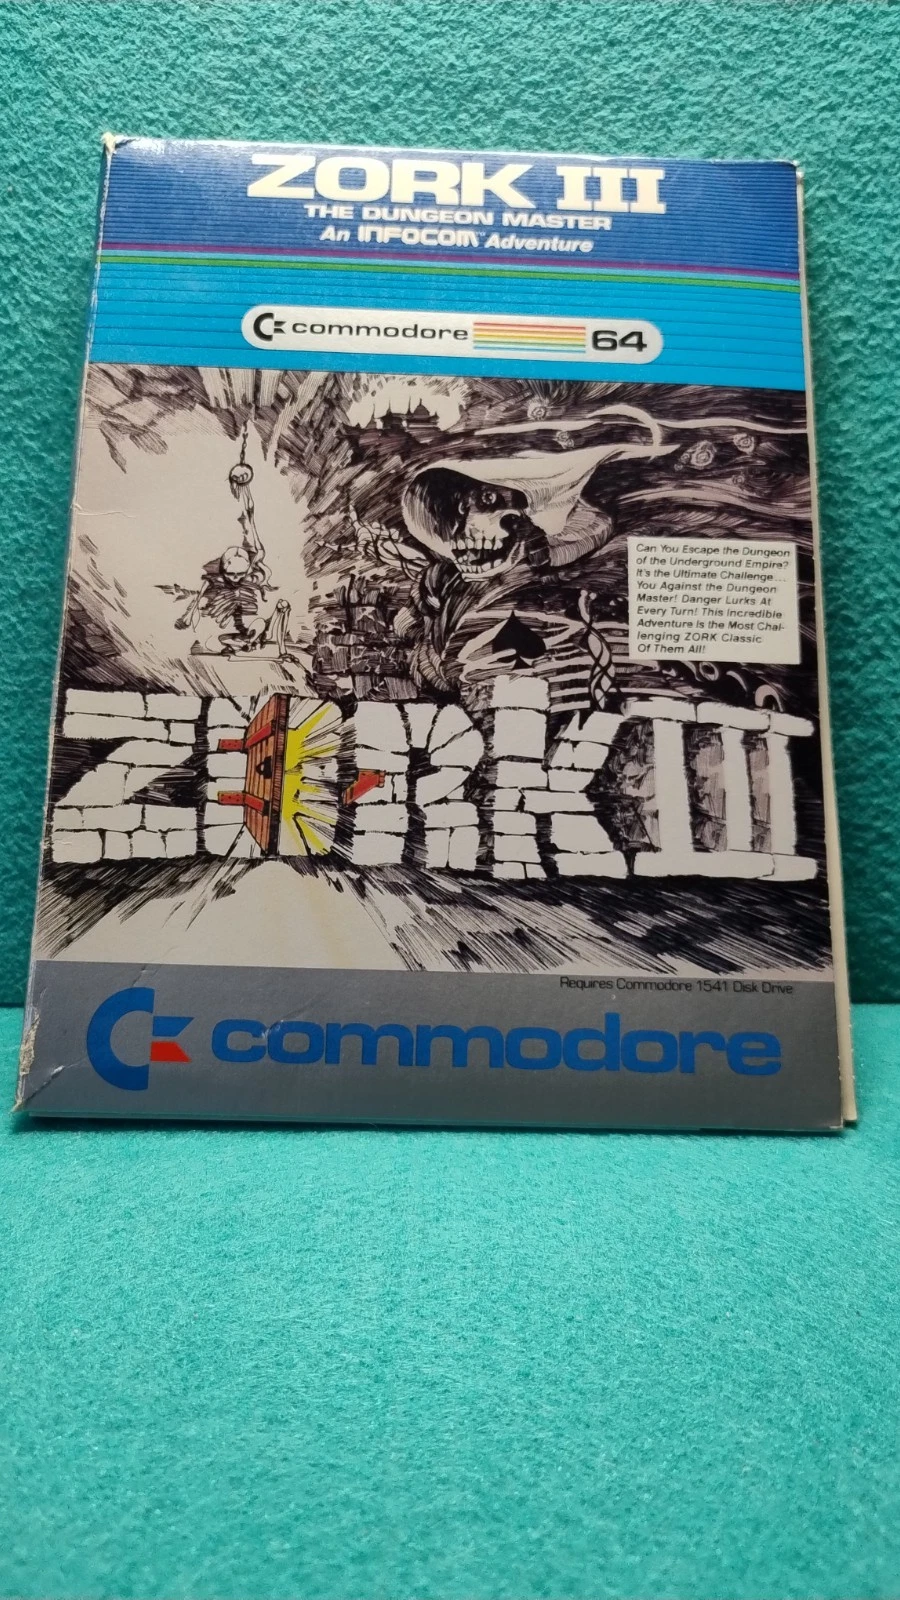 ZORK III
THE DUNGEON MASTER
An INFOCOM™ Adventure
commodore 64
Can You Escape the Dungeon
of the Underground Empire?
It's the Ultimate Challenge....
You Against the Dungeon
Master! Danger Lurks At
Every Turn! This Incredible
Adventure Is the Most Chal-
lenging ZORK Classic
Of Them All!
ZORK III
Requires Commodore 1541 Disk Drive
commodore